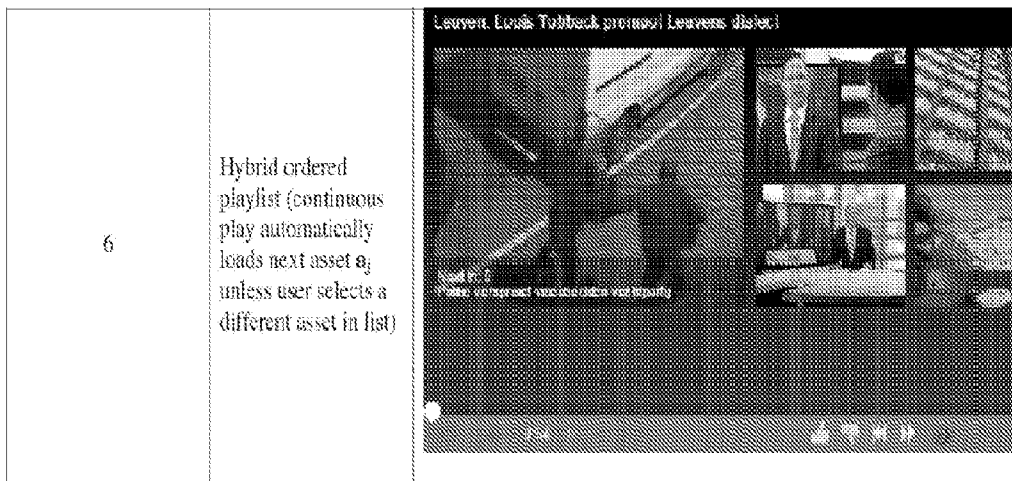 6
Hybrid ordered
playlist (continuous
play automatically
loads next asset aj
unless user selects a
different asset in list)
Leuven, Louis Tobback promoot Leuvens dialect